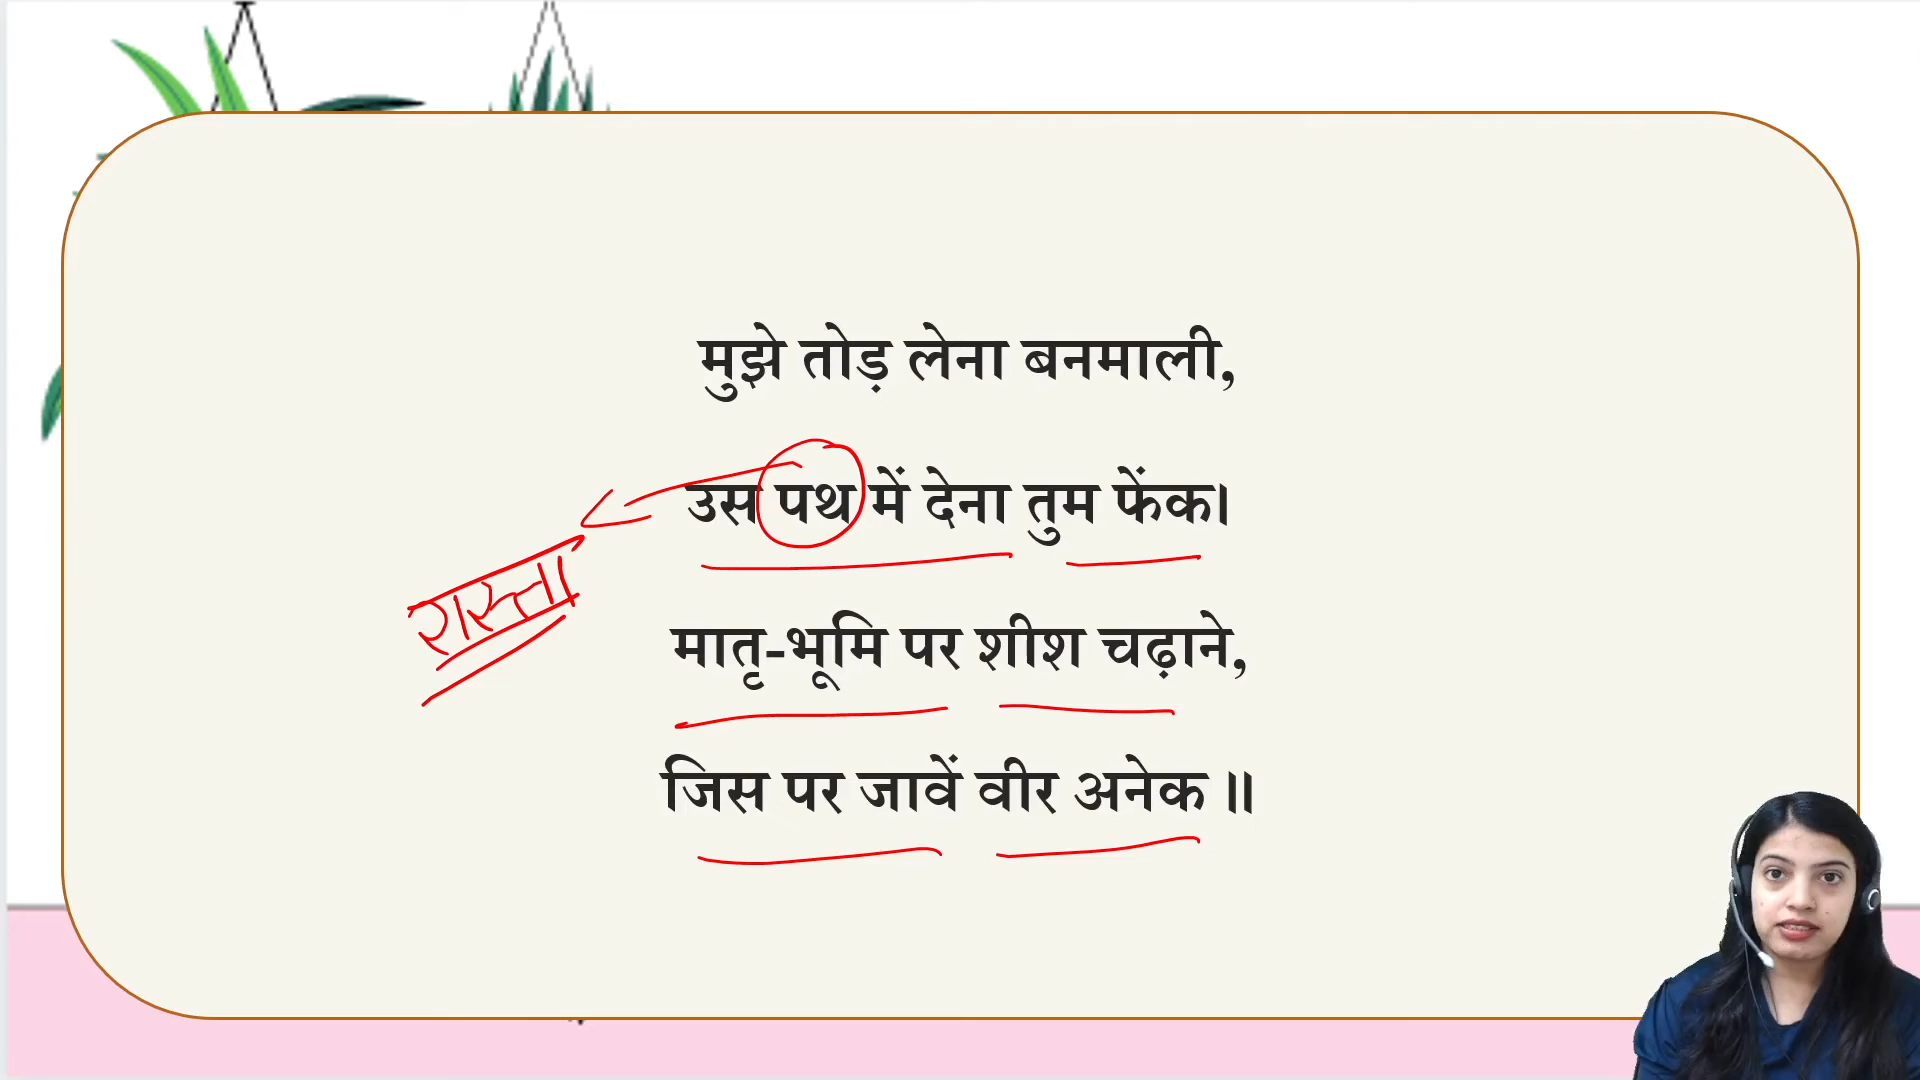 मुझे तोड़ लेना बनमाली,
उस पथ में देना तुम फेंक।
रास्ता
मातृ-भूमि पर शीश चढ़ाने,
जिस पर जावें वीर अनेक ॥